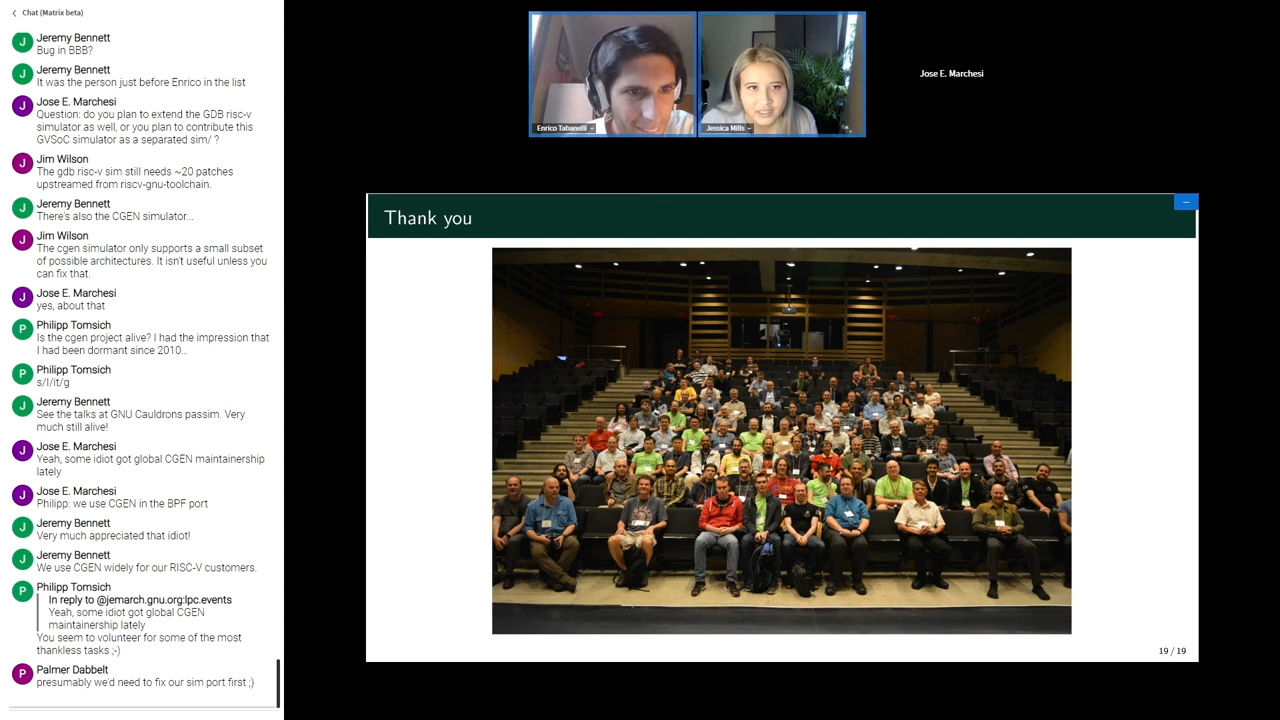 Chat (Matrix beta)
J
Jeremy Bennett
Bug in BBB?
J
Jeremy Bennett
It was the person just before Enrico in the list
J
Jose E. Marchesi
Question: do you plan to extend the GDB risc-v
simulator as well, or you plan to contribute this
GVSoC simulator as a separated sim/ ?
J
Jim Wilson
The gdb risc-v sim still needs ~20 patches
upstreamed from riscv-gnu-toolchain.
J
Jeremy Bennett
There's also the CGEN simulator...
J
Jim Wilson
The cgen simulator only supports a small subset
of possible architectures. It isn't useful unless you
can fix that.
J
Jose E. Marchesi
yes, about that
P
Philipp Tomsich
Is the cgen project alive? I had the impression that
I had been dormant since 2010...
P
Philipp Tomsich
s/I/it/g
J
Jeremy Bennett
See the talks at GNU Cauldrons passim. Very
much still alive!
J
Jose E. Marchesi
Yeah, some idiot got global CGEN maintainership
lately
J
Jose E. Marchesi
Philipp: we use CGEN in the BPF port
J
Jeremy Bennett
Very much appreciated that idiot!
J
Jeremy Bennett
We use CGEN widely for our RISC-V customers.
P
Philipp Tomsich
In reply to @jemarch.gnu.org:lpc.events
Yeah, some idiot got global CGEN
maintainership lately
You seem to volunteer for some of the most
thankless tasks ;-)
P
Palmer Dabbelt
presumably we'd need to fix our sim port first ;)
Enrico Tabanelli
Jessica Mills
Jose E. Marchesi
Thank you
19 / 19